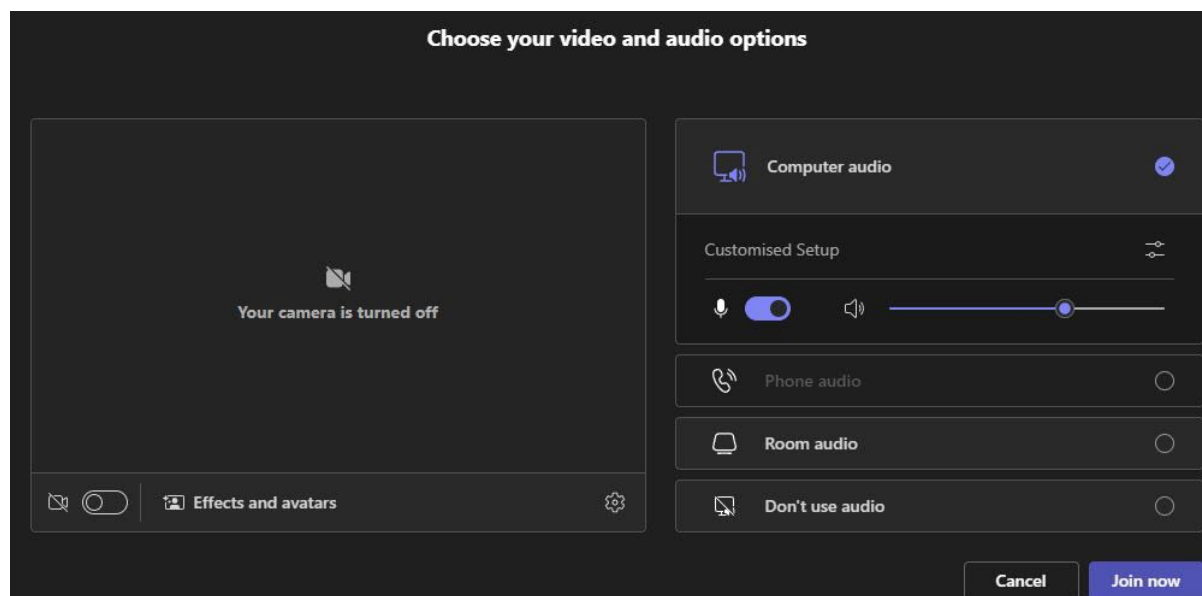 Choose your video and audio options
Your camera is turned off
Effects and avatars
Computer audio
Customised Setup
Phone audio
Room audio
Don't use audio
Cancel
Join now